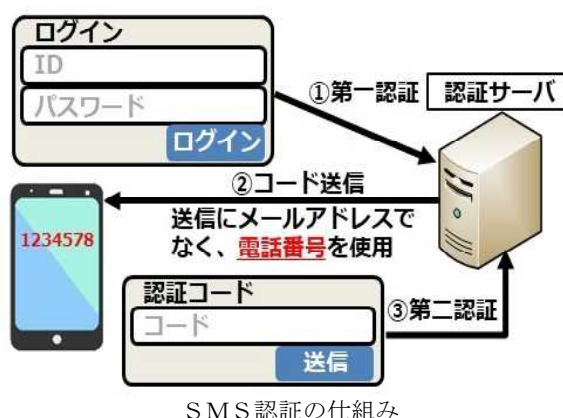 ログイン
ID
パスワード
ログイン
①第一認証
認証サーバ
②コード送信
送信にメールアドレスで
なく、電話番号を使用
1234578
認証コード
コード
送信
③第二認証
SMS認証の仕組み